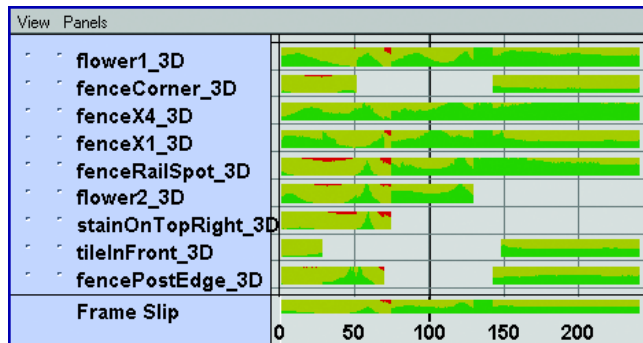 View Panels
flower1_3D
fenceCorner_3D
fenceX4_3D
fenceX1_3D
fenceRailSpot_3D
flower2_3D
stainOnTopRight_3D
tileInFront_3D
fencePostEdge_3D
Frame Slip
0 50 100 150 200